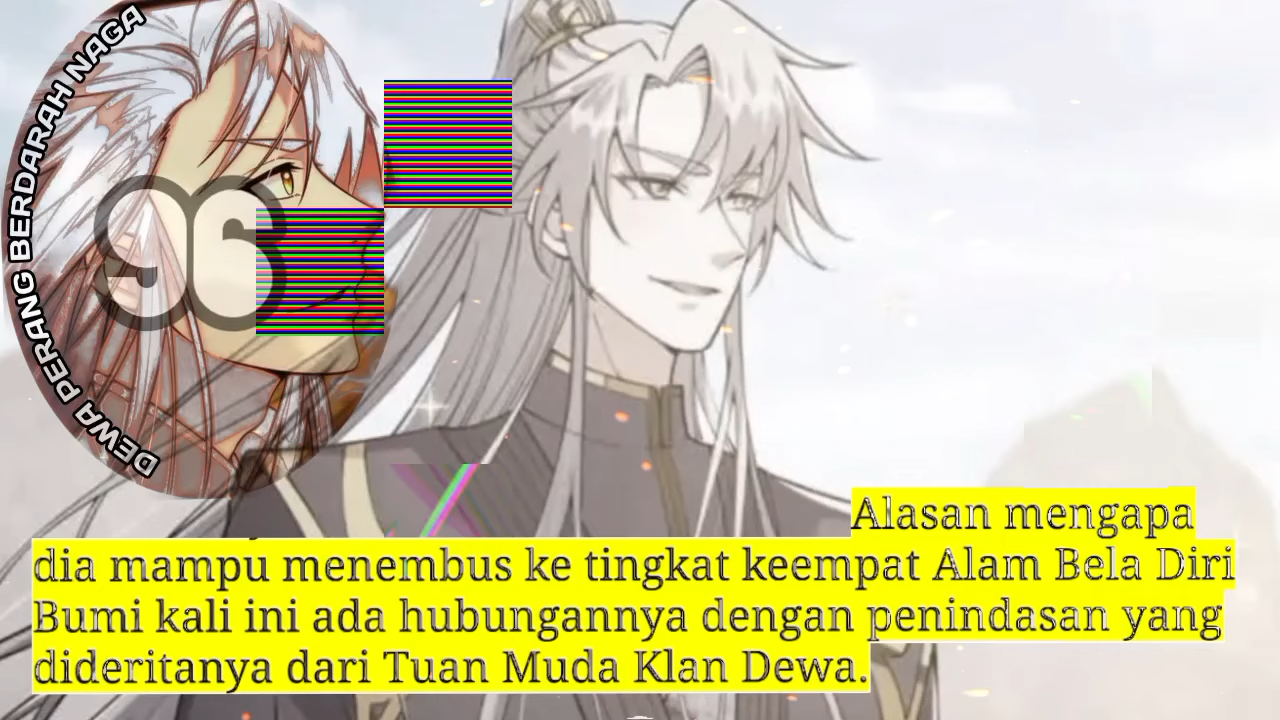 DEWA PERANG BERDARAH NAGA
96
Alasan mengapa
dia mampu menembus ke tingkat keempat Alam Bela Diri
Bumi kali ini ada hubungannya dengan penindasan yang
dideritanya dari Tuan Muda Klan Dewa.